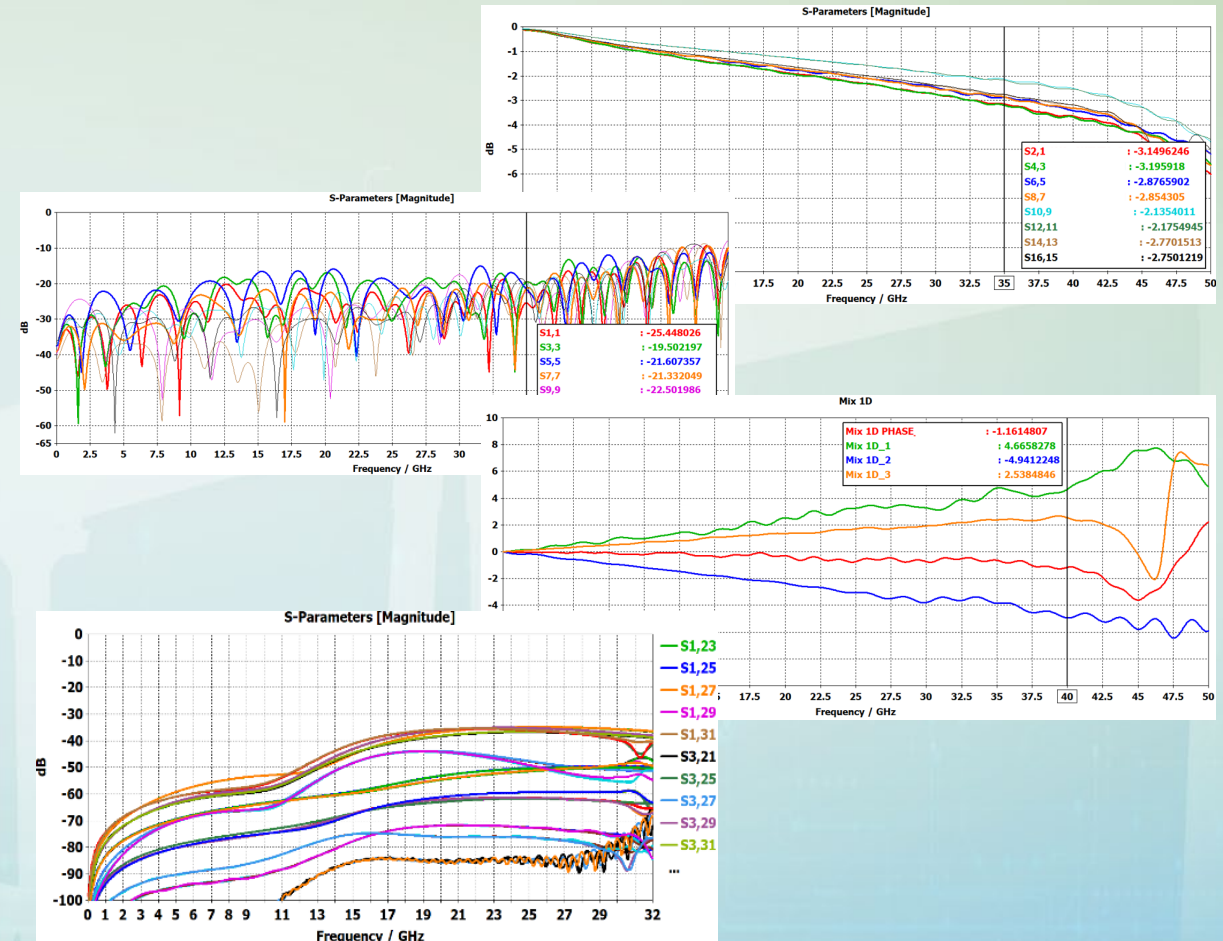 S-Parameters [Magnitude]
0
-1
-2
-3
-4
-5
-6
dB
S2,1 : -3.1496246
S4,3 : -3.195918
S6,5 : -2.8765902
S8,7 : -2.854305
S10,9 : -2.1354011
S12,11 : -2.1754945
S14,13 : -2.7701513
S16,15 : -2.7501219
17.5 20 22.5 25 27.5 30 32.5 35 37.5 40 42.5 45 47.5 50
Frequency / GHz
S-Parameters [Magnitude]
0
-10
-20
-30
-40
-50
-60
-65
dB
S1,1 : -25.448026
S3,3 : -19.502197
S5,5 : -21.607357
S7,7 : -21.332049
S9,9 : -22.501986
0 2.5 5 7.5 10 12.5 15 17.5 20 22.5 25 27.5 30
Frequency / GHz
Mix 1D
10
8
6
4
2
0
-2
-4
Mix 1D PHASE_ : -1.1614807
Mix 1D_1 : 4.6658278
Mix 1D_2 : -4.9412248
Mix 1D_3 : 2.5384846
17.5 20 22.5 25 27.5 30 32.5 35 37.5 40 42.5 45 47.5 50
Frequency / GHz
S-Parameters [Magnitude]
0
-10
-20
-30
-40
-50
-60
-70
-80
-90
-100
dB
S1,23
S1,25
S1,27
S1,29
S1,31
S3,21
S3,25
S3,27
S3,29
S3,31
...
0 1 2 3 4 5 6 7 8 9 11 13 15 17 19 21 23 25 27 29 32
Frequency / GHz